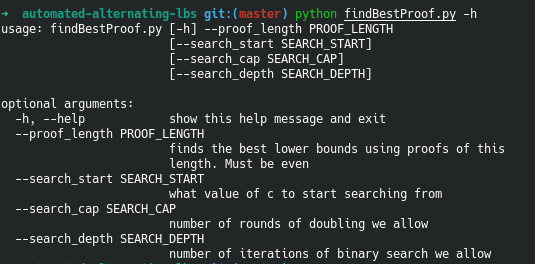 → automated-alternating-lbs git:(master) python findBestProof.py -h
usage: findBestProof.py [-h] --proof_length PROOF_LENGTH
[--search_start SEARCH_START]
[--search_cap SEARCH_CAP]
[--search_depth SEARCH_DEPTH]
optional arguments:
-h, --help show this help message and exit
--proof_length PROOF_LENGTH
finds the best lower bounds using proofs of this
length. Must be even
--search_start SEARCH_START
what value of c to start searching from
--search_cap SEARCH_CAP
number of rounds of doubling we allow
--search_depth SEARCH_DEPTH
number of iterations of binary search we allow